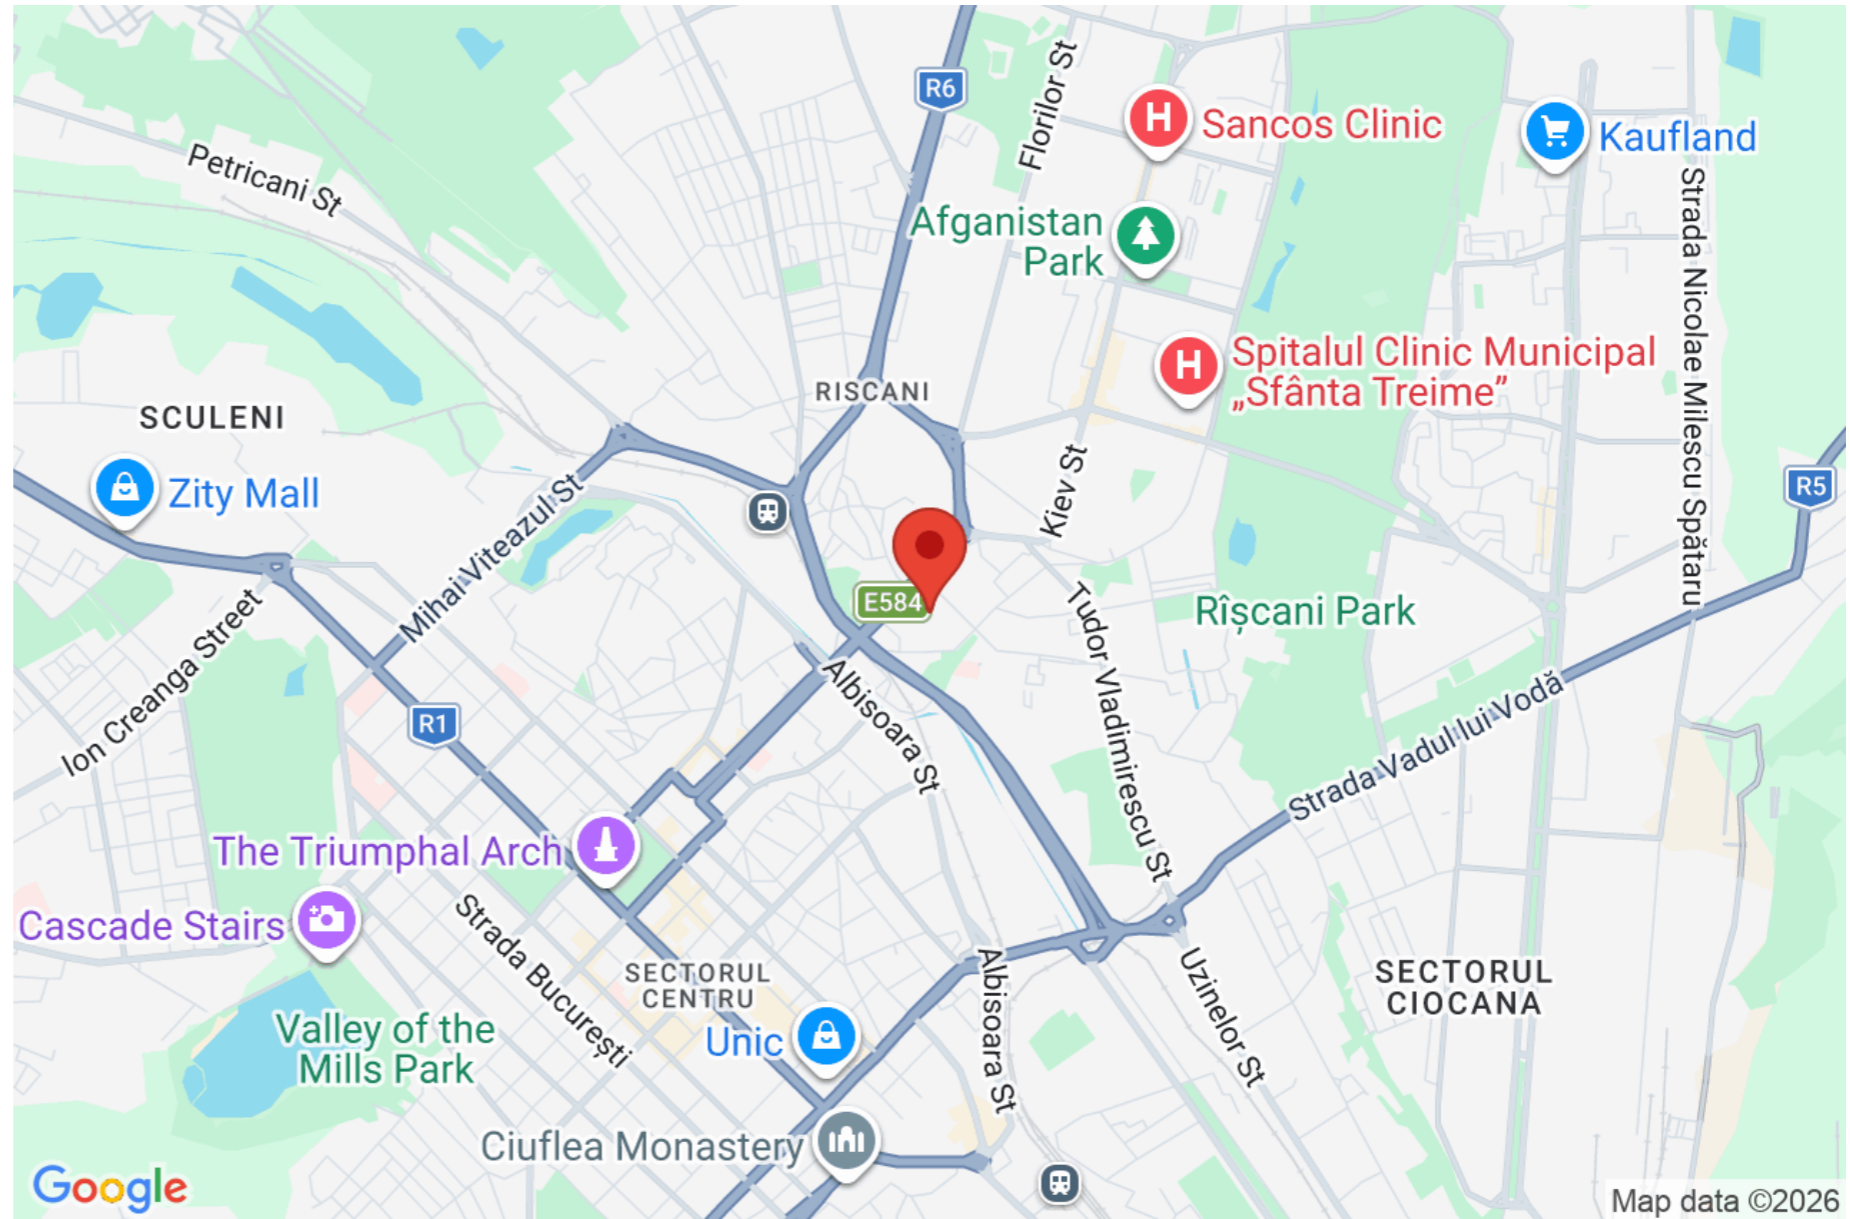 R6
Florilor St
Sancos Clinic
Kaufland
Petricani St
Afganistan
Park
Strada Nicolae Milescu Spătaru
Spitalul Clinic Municipal
„Sfânta Treime”
RISCANI
SCULENI
Zity Mall
Mihai Viteazul St
Kiev St
R5
E584
Ion Creanga Street
Tudor Vladimirescu St
Rîșcani Park
Albisoara St
R1
Strada Vadul lui Vodă
The Triumphal Arch
Cascade Stairs
Strada București
SECTORUL
CENTRU
Albisoara St
Uzinelor St
SECTORUL
CIOCANA
Valley of the
Mills Park
Unic
Ciuflea Monastery
Google
Map data ©2026